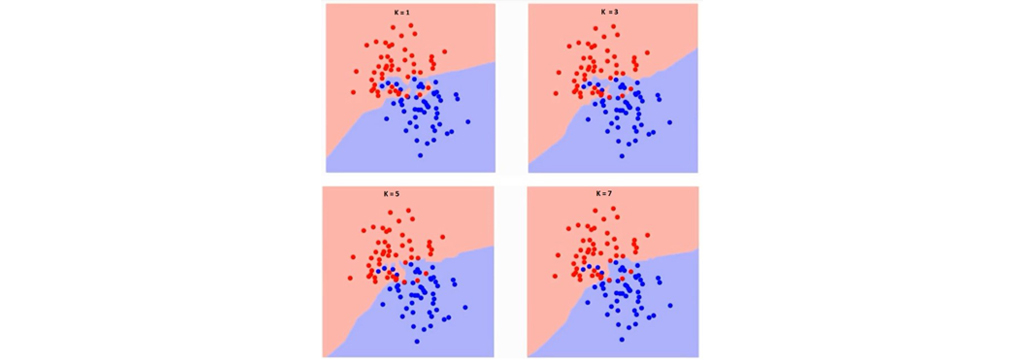 K = 1
K = 3
K = 5
K = 7